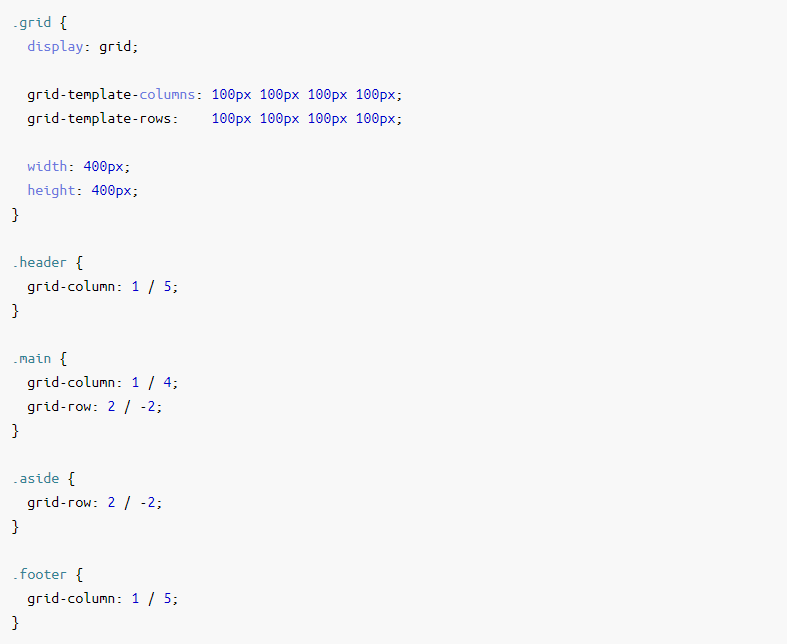 .grid {
  display: grid;

  grid-template-columns: 100px 100px 100px 100px;
  grid-template-rows:    100px 100px 100px 100px;

  width: 400px;
  height: 400px;
}

.header {
  grid-column: 1 / 5;
}

.main {
  grid-column: 1 / 4;
  grid-row: 2 / -2;
}

.aside {
  grid-row: 2 / -2;
}

.footer {
  grid-column: 1 / 5;
}